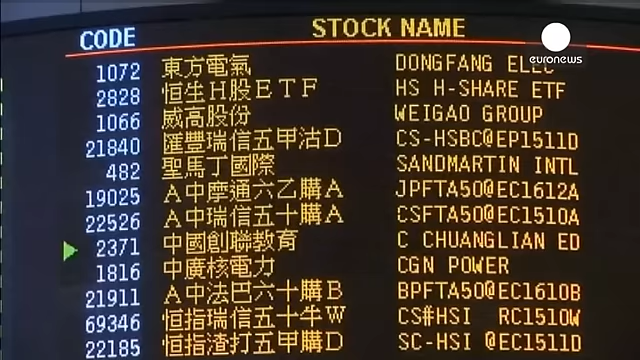 CODE STOCK NAME
euronews
1072 東方電氣 DONGFANG ELEC
2828 恒生H股ETF HS H-SHARE ETF
1066 威高股份 WEIGAO GROUP
21840 匯豐瑞信五甲沽D CS-HSBC@EP1511D
482 聖馬丁國際 SANDMARTIN INTL
19025 A中摩通六乙購A JPFTA50@EC1612A
22526 A中瑞信五十購A CSFTA50@EC1510A
2371 中國創聯教育 C CHUANGLIAN ED
1816 中廣核電力 CGN POWER
21911 A中法巴六十購B BPFTA50@EC1610B
69346 恒指瑞信五十牛W CS#HSI RC1510W
22185 恒指渣打五甲購D SC-HSI @EC1511D